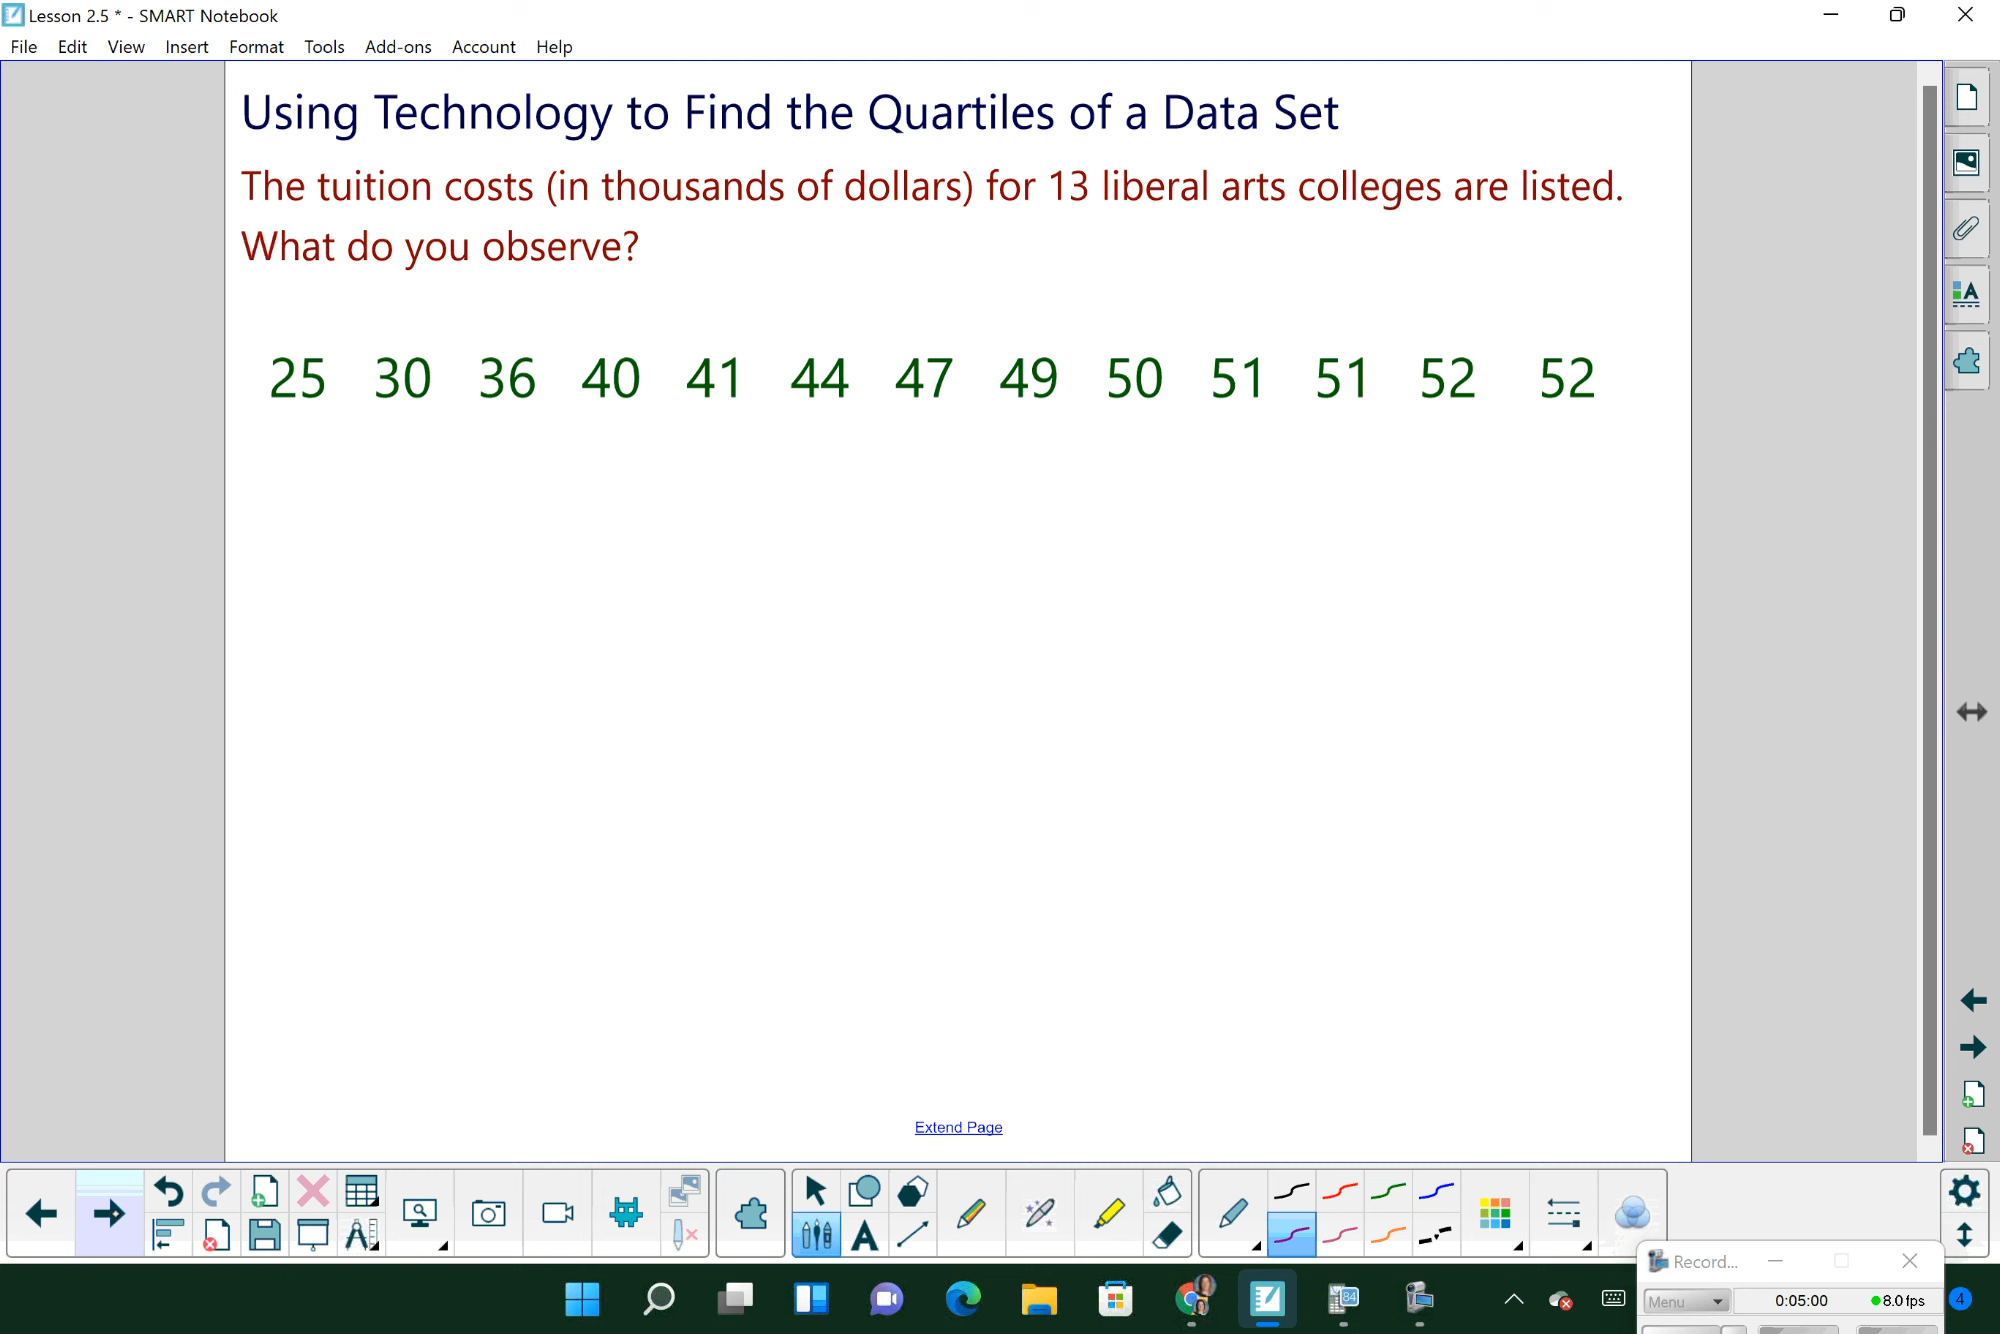 Lesson 2.5 * - SMART Notebook
File Edit View Insert Format Tools Add-ons Account Help
Using Technology to Find the Quartiles of a Data Set
The tuition costs (in thousands of dollars) for 13 liberal arts colleges are listed.
What do you observe?
25 30 36 40 41 44 47 49 50 51 51 52 52
Extend Page
Record...
Menu 0:05:00 8.0 fps
84
4